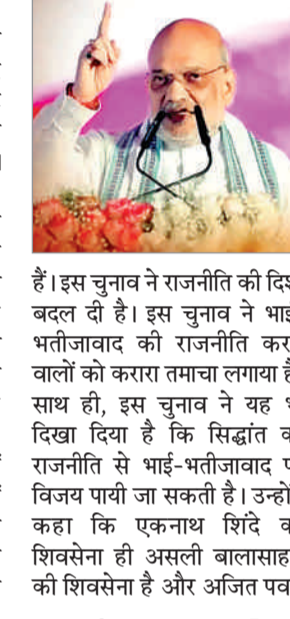 हैं। इस चुनाव ने राजनीति की
बदल दी है। इस चुनाव ने
भतीजावाद की राजनीति
वालों को करारा तमाचा लगाया
साथ ही, इस चुनाव ने यह
दिखा दिया है कि सिद्धांत
राजनीति से भाई-भतीजावाद
विजय पायी जा सकती है।
कहा कि एकनाथ शिंदे
शिवसेना ही असली
की शिवसेना है और अजित